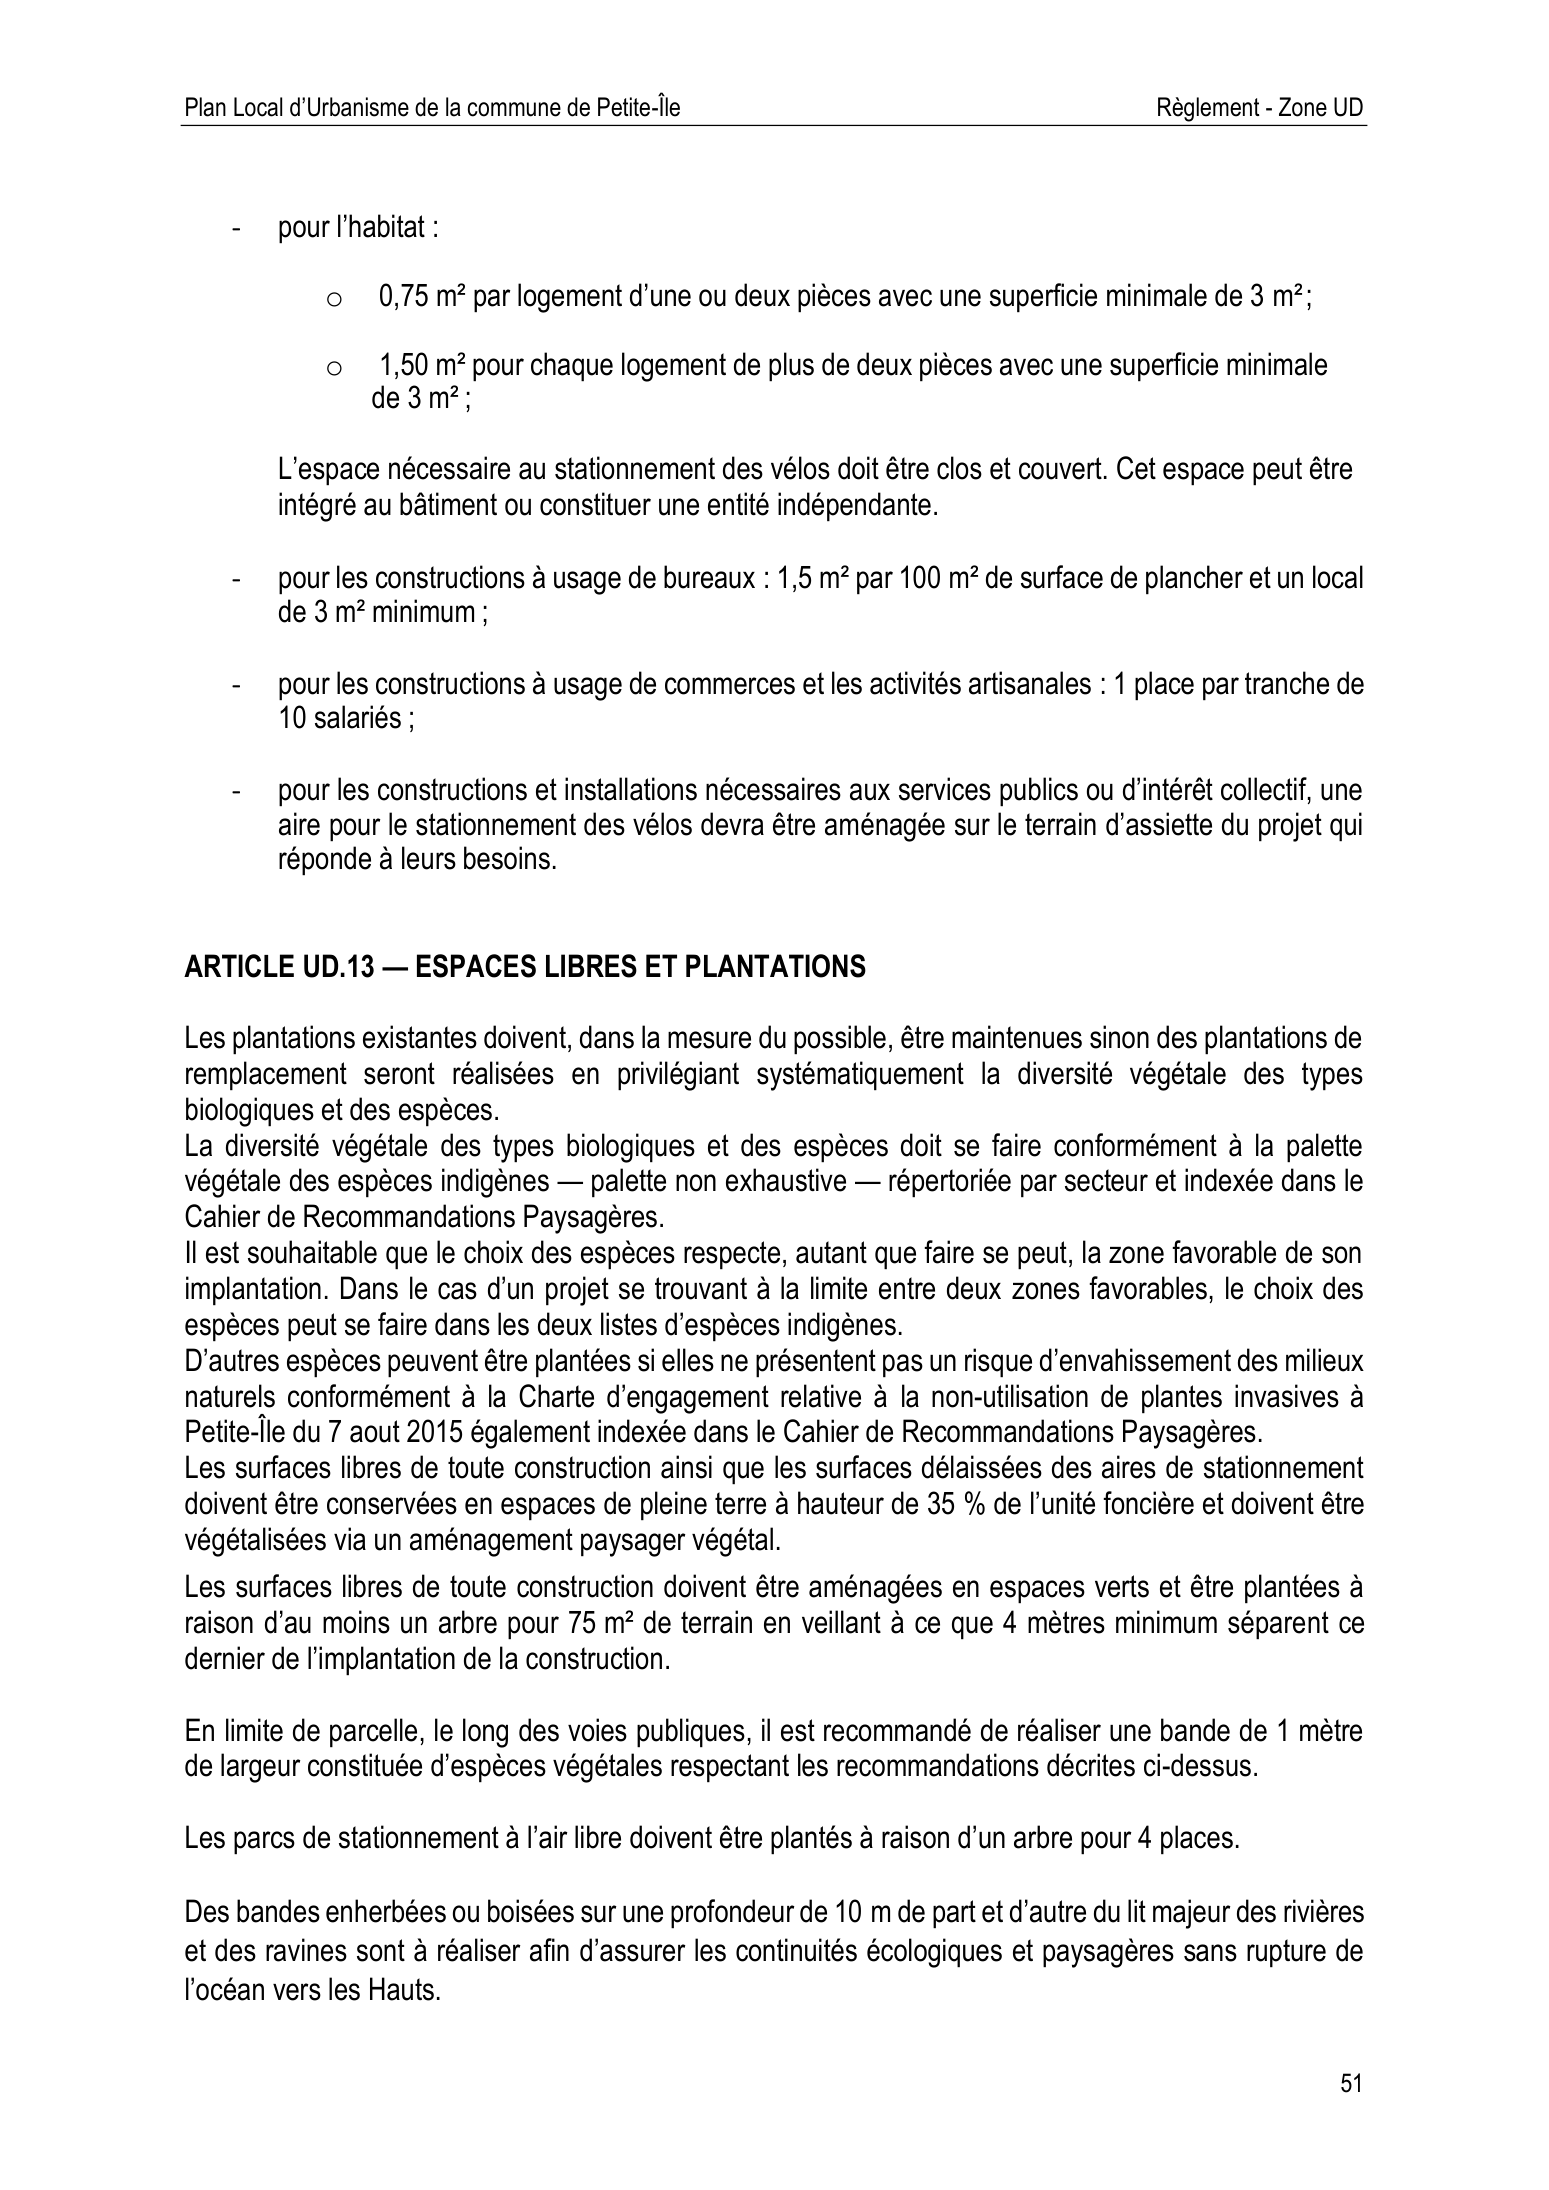 Plan Local d’Urbanisme de la commune de Petite-Île Règlement - Zone UD
- pour l’habitat :
o 0,75 m² par logement d’une ou deux pièces avec une superficie minimale de 3 m² ;
o 1,50 m² pour chaque logement de plus de deux pièces avec une superficie minimale
de 3 m² ;
L’espace nécessaire au stationnement des vélos doit être clos et couvert. Cet espace peut être
intégré au bâtiment ou constituer une entité indépendante.
- pour les constructions à usage de bureaux : 1,5 m² par 100 m² de surface de plancher et un local
de 3 m² minimum ;
- pour les constructions à usage de commerces et les activités artisanales : 1 place par tranche de
10 salariés ;
- pour les constructions et installations nécessaires aux services publics ou d’intérêt collectif, une
aire pour le stationnement des vélos devra être aménagée sur le terrain d’assiette du projet qui
réponde à leurs besoins.
ARTICLE UD.13 — ESPACES LIBRES ET PLANTATIONS
Les plantations existantes doivent, dans la mesure du possible, être maintenues sinon des plantations de
remplacement seront réalisées en privilégiant systématiquement la diversité végétale des types
biologiques et des espèces.
La diversité végétale des types biologiques et des espèces doit se faire conformément à la palette
végétale des espèces indigènes — palette non exhaustive — répertoriée par secteur et indexée dans le
Cahier de Recommandations Paysagères.
Il est souhaitable que le choix des espèces respecte, autant que faire se peut, la zone favorable de son
implantation. Dans le cas d’un projet se trouvant à la limite entre deux zones favorables, le choix des
espèces peut se faire dans les deux listes d’espèces indigènes.
D’autres espèces peuvent être plantées si elles ne présentent pas un risque d’envahissement des milieux
naturels conformément à la Charte d’engagement relative à la non-utilisation de plantes invasives à
Petite-Île du 7 aout 2015 également indexée dans le Cahier de Recommandations Paysagères.
Les surfaces libres de toute construction ainsi que les surfaces délaissées des aires de stationnement
doivent être conservées en espaces de pleine terre à hauteur de 35 % de l’unité foncière et doivent être
végétalisées via un aménagement paysager végétal.
Les surfaces libres de toute construction doivent être aménagées en espaces verts et être plantées à
raison d’au moins un arbre pour 75 m² de terrain en veillant à ce que 4 mètres minimum séparent ce
dernier de l’implantation de la construction.
En limite de parcelle, le long des voies publiques, il est recommandé de réaliser une bande de 1 mètre
de largeur constituée d’espèces végétales respectant les recommandations décrites ci-dessus.
Les parcs de stationnement à l’air libre doivent être plantés à raison d’un arbre pour 4 places.
Des bandes enherbées ou boisées sur une profondeur de 10 m de part et d’autre du lit majeur des rivières
et des ravines sont à réaliser afin d’assurer les continuités écologiques et paysagères sans rupture de
l’océan vers les Hauts.
51